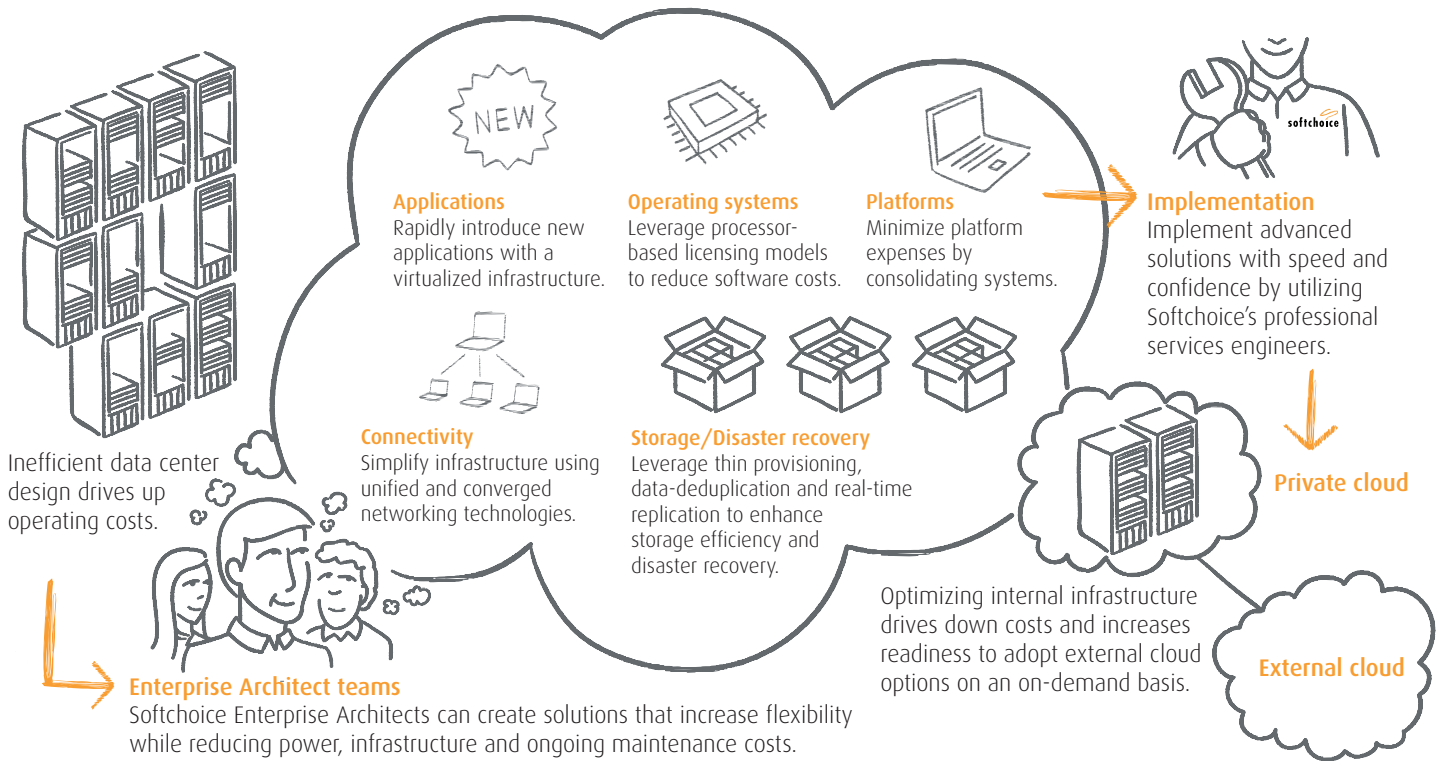 NEW
Applications
Rapidly introduce new
applications with a
virtualized infrastructure.
Operating systems
Leverage processor-
based licensing models
to reduce software costs.
Platforms
Minimize platform
expenses by
consolidating systems.
softchoice
Implementation
Implement advanced
solutions with speed and
confidence by utilizing
Softchoice’s professional
services engineers.
Connectivity
Simplify infrastructure using
unified and converged
networking technologies.
Storage/Disaster recovery
Leverage thin provisioning,
data-deduplication and real-time
replication to enhance
storage efficiency and
disaster recovery.
Inefficient data center
design drives up
operating costs.
Private cloud
Optimizing internal infrastructure
drives down costs and increases
readiness to adopt external cloud
options on an on-demand basis.
External cloud
Enterprise Architect teams
Softchoice Enterprise Architects can create solutions that increase flexibility
while reducing power, infrastructure and ongoing maintenance costs.